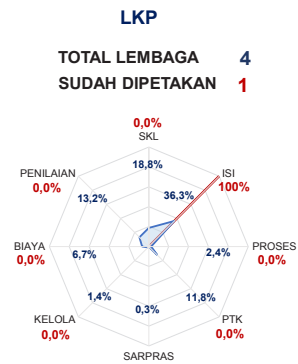 LKP
TOTAL LEMBAGA 4
SUDAH DIPETAKAN 1
0,0%
SKL
18,8%
PENILAIAN
0,0%
ISI
100%
13,2%
36,3%
BIAYA
0,0%
6,7%
2,4%
PROSES
0,0%
1,4%
0,3%
11,8%
KELOLA
0,0%
PTK
0,0%
SARPRAS